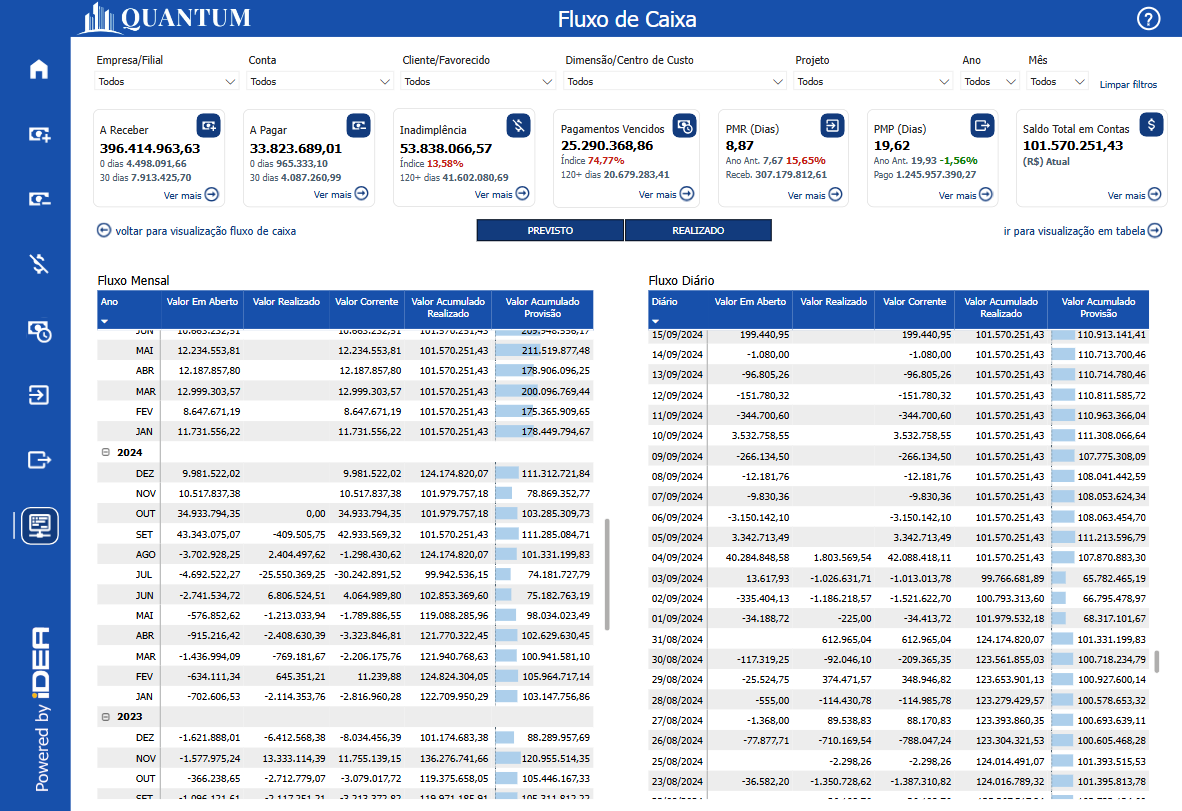 QUANTUM
Fluxo de Caixa
?
Empresa/Filial Conta Cliente/Favorecido Dimensão/Centro de Custo Projeto Ano Mês
Todos Todos Todos Todos Todos Todos Todos Limpar filtros
A Receber
396.414.963,63
0 dias 4.498.091,66
30 dias 7.913.425,70
Ver mais
A Pagar
33.823.689,01
0 dias 965.333,10
30 dias 4.087.260,99
Ver mais
Inadimplência
53.838.066,57
Índice 13,58%
120+ dias 41.602.080,69
Ver mais
Pagamentos Vencidos
25.290.368,86
Índice 74,77%
120+ dias 20.679.283,41
Ver mais
PMR (Dias)
8,87
Ano Ant. 7,67 15,65%
Receb. 307.179.812,61
Ver mais
PMP (Dias)
19,62
Ano Ant. 19,93 -1,56%
Pago 1.245.957.390,27
Ver mais
Saldo Total em Contas
$
101.570.251,43
(R$) Atual
Ver mais
voltar para visualização fluxo de caixa
PREVISTO REALIZADO
ir para visualização em tabela
Fluxo Mensal
Ano Valor Em Aberto Valor Realizado Valor Corrente Valor Acumulado Realizado Valor Acumulado Provisão
JUN 10.663.232,51 10.663.232,51 101.570.251,43 209.948.556,17
MAI 12.234.553,81 12.234.553,81 101.570.251,43 211.519.877,48
ABR 12.187.857,80 12.187.857,80 101.570.251,43 178.906.096,25
MAR 12.999.303,57 12.999.303,57 101.570.251,43 200.096.769,44
FEV 8.647.671,19 8.647.671,19 101.570.251,43 175.365.909,65
JAN 11.731.556,22 11.731.556,22 101.570.251,43 178.449.794,67
2024
DEZ 9.981.522,02 9.981.522,02 124.174.820,07 111.312.721,84
NOV 10.517.837,38 10.517.837,38 101.979.757,18 78.869.352,77
OUT 34.933.794,35 0,00 34.933.794,35 101.979.757,18 103.285.309,73
SET 43.343.075,07 -409.505,75 42.933.569,32 101.570.251,43 111.285.084,71
AGO -3.702.928,25 2.404.497,62 -1.298.430,62 124.174.820,07 101.331.199,83
JUL -4.692.522,27 -25.550.369,25 -30.242.891,52 99.942.536,15 74.181.727,79
JUN -2.741.534,72 6.806.524,51 4.064.989,80 102.853.369,60 75.182.763,19
MAI -576.852,62 -1.213.033,94 -1.789.886,55 119.088.285,96 98.034.023,49
ABR -915.216,42 -2.408.630,39 -3.323.846,81 121.770.322,45 102.629.630,45
MAR -1.436.994,09 -769.181,67 -2.206.175,76 121.940.768,63 100.941.581,10
FEV -634.111,34 645.351,21 11.239,88 124.824.304,05 105.964.717,14
JAN -702.606,53 -2.114.353,76 -2.816.960,28 122.709.950,29 103.147.756,86
2023
DEZ -1.621.888,01 -6.412.568,38 -8.034.456,39 101.174.683,38 88.289.957,69
NOV -1.577.975,24 13.333.114,39 11.755.139,15 136.276.741,66 120.955.514,35
OUT -366.238,65 -2.712.779,07 -3.079.017,72 119.375.658,05 105.446.167,33
SET
Fluxo Diário
Diário Valor Em Aberto Valor Realizado Valor Corrente Valor Acumulado Realizado Valor Acumulado Provisão
15/09/2024 199.440,95 199.440,95 101.570.251,43 110.913.141,41
14/09/2024 -1.080,00 -1.080,00 101.570.251,43 110.713.700,46
13/09/2024 -96.805,26 -96.805,26 101.570.251,43 110.714.780,46
12/09/2024 -151.780,32 -151.780,32 101.570.251,43 110.811.585,72
11/09/2024 -344.700,60 -344.700,60 101.570.251,43 110.963.366,04
10/09/2024 3.532.758,55 3.532.758,55 101.570.251,43 111.308.066,64
09/09/2024 -266.134,50 -266.134,50 101.570.251,43 107.775.308,09
08/09/2024 -12.181,76 -12.181,76 101.570.251,43 108.041.442,59
07/09/2024 -9.830,36 -9.830,36 101.570.251,43 108.053.624,34
06/09/2024 -3.150.142,10 -3.150.142,10 101.570.251,43 108.063.454,70
05/09/2024 3.342.713,49 3.342.713,49 101.570.251,43 111.213.596,79
04/09/2024 40.284.848,58 1.803.569,54 42.088.418,11 101.570.251,43 107.870.883,30
03/09/2024 13.617,93 -1.026.631,71 -1.013.013,78 99.766.681,89 65.782.465,19
02/09/2024 -335.404,13 -1.186.218,57 -1.521.622,70 100.793.313,60 66.795.478,97
01/09/2024 -34.188,72 -225,00 -34.413,72 101.979.532,18 68.317.101,67
31/08/2024 612.965,04 612.965,04 124.174.820,07 101.331.199,83
30/08/2024 -117.319,25 -92.046,10 -209.365,35 123.561.855,03 100.718.234,79
29/08/2024 -25.524,75 374.471,57 348.946,82 123.653.901,13 100.927.600,14
28/08/2024 -555,00 -114.430,78 -114.985,78 123.279.429,57 100.578.653,32
27/08/2024 -1.368,00 89.538,83 88.170,83 123.393.860,35 100.693.639,11
26/08/2024 -77.877,71 -710.169,54 -788.047,24 123.304.321,53 100.605.468,28
25/08/2024 -2.298,26 -2.298,26 124.014.491,07 101.393.515,53
23/08/2024 -36.582,20 -1.350.728,62 -1.387.310,82 124.016.789,32 101.395.813,78
Powered by iDEA